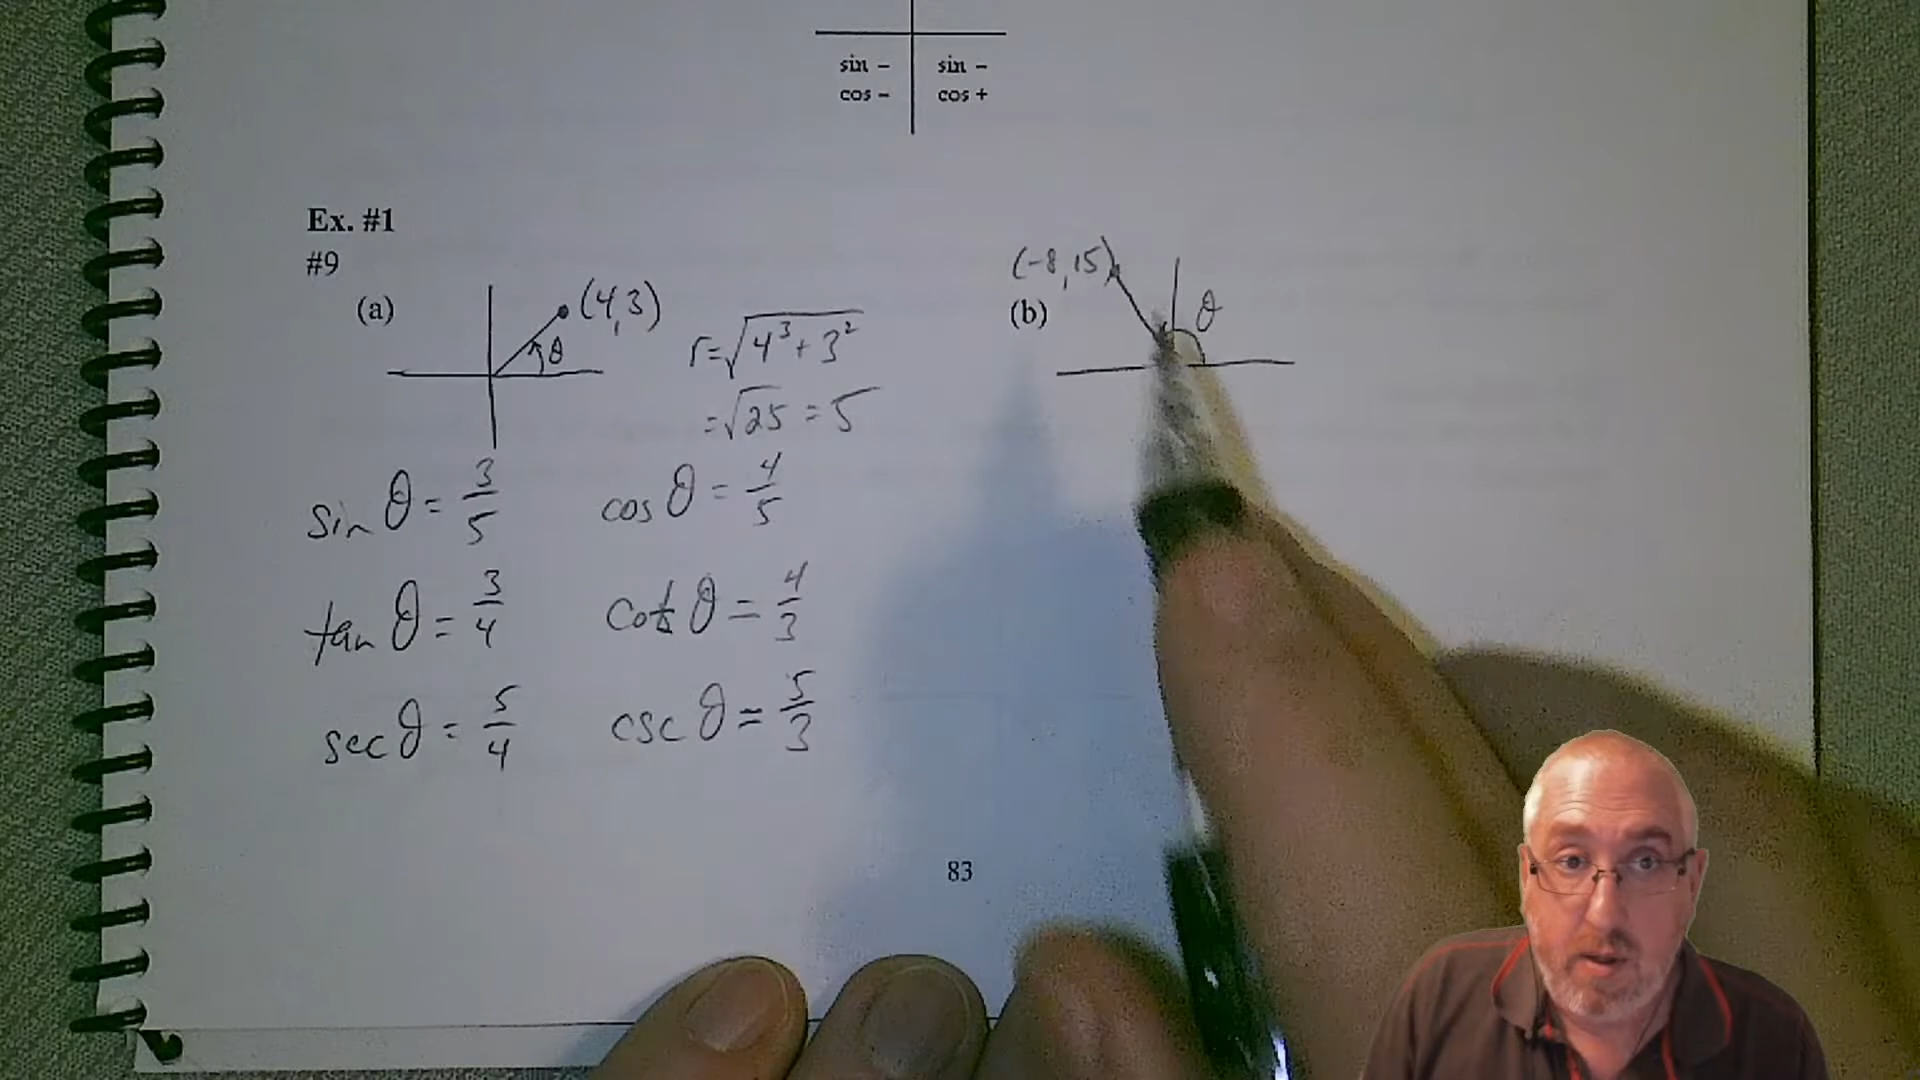 sin – sin –
cos – cos +
Ex. #1
#9
(a) (4,3)
θ
r=√4³+3²
=√25 = 5
sin θ = 3/5 cos θ = 4/5
tan θ = 3/4 cot θ = 4/3
sec θ = 5/4 csc θ = 5/3
(-8,15)
(b) θ
83